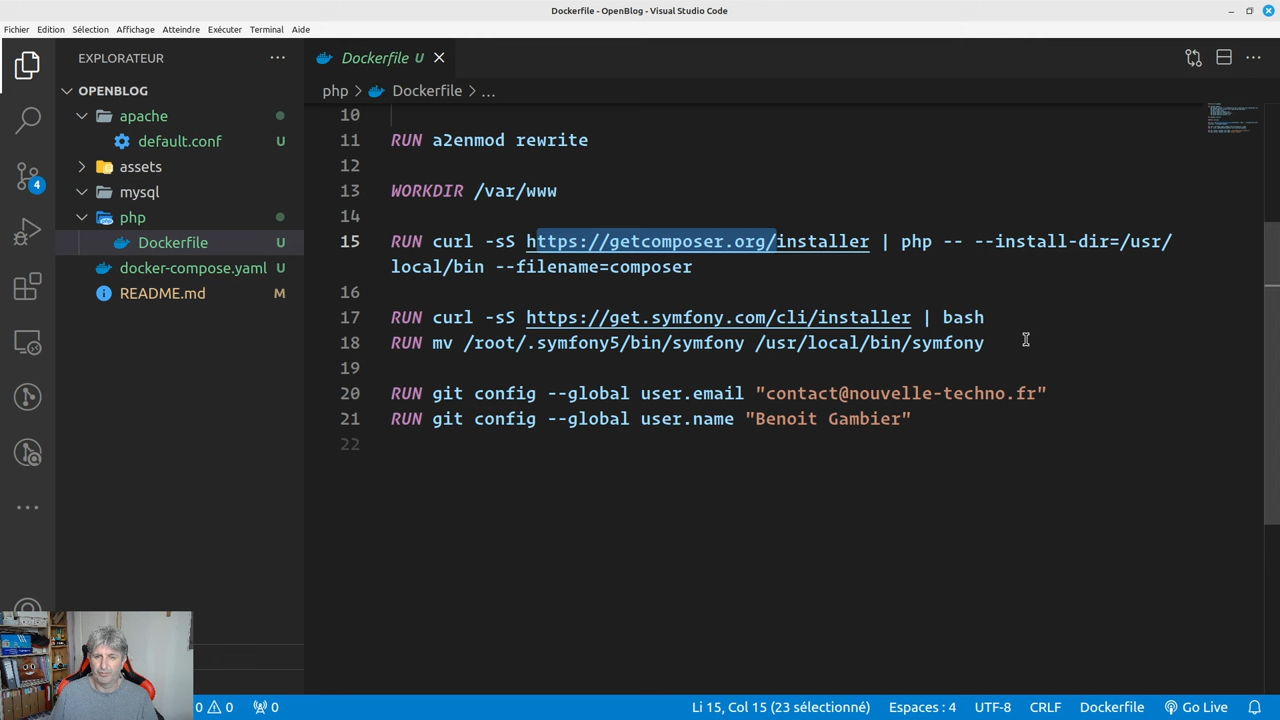 Dockerfile - OpenBlog - Visual Studio Code
Fichier Edition Sélection Affichage Atteindre Exécuter Terminal Aide
EXPLORATEUR
Dockerfile U
OPENBLOG
php > Dockerfile > ...
apache
default.conf U
assets
mysql
php
Dockerfile U
docker-compose.yaml U
README.md M
4
10
11 RUN a2enmod rewrite
12
13 WORKDIR /var/www
14
15 RUN curl -sS https://getcomposer.org/installer | php -- --install-dir=/usr/
local/bin --filename=composer
16
17 RUN curl -sS https://get.symfony.com/cli/installer | bash
18 RUN mv /root/.symfony5/bin/symfony /usr/local/bin/symfony
19
20 RUN git config --global user.email "contact@nouvelle-techno.fr"
21 RUN git config --global user.name "Benoit Gambier"
22
0 0 0 Li 15, Col 15 (23 sélectionné) Espaces : 4 UTF-8 CRLF Dockerfile Go Live